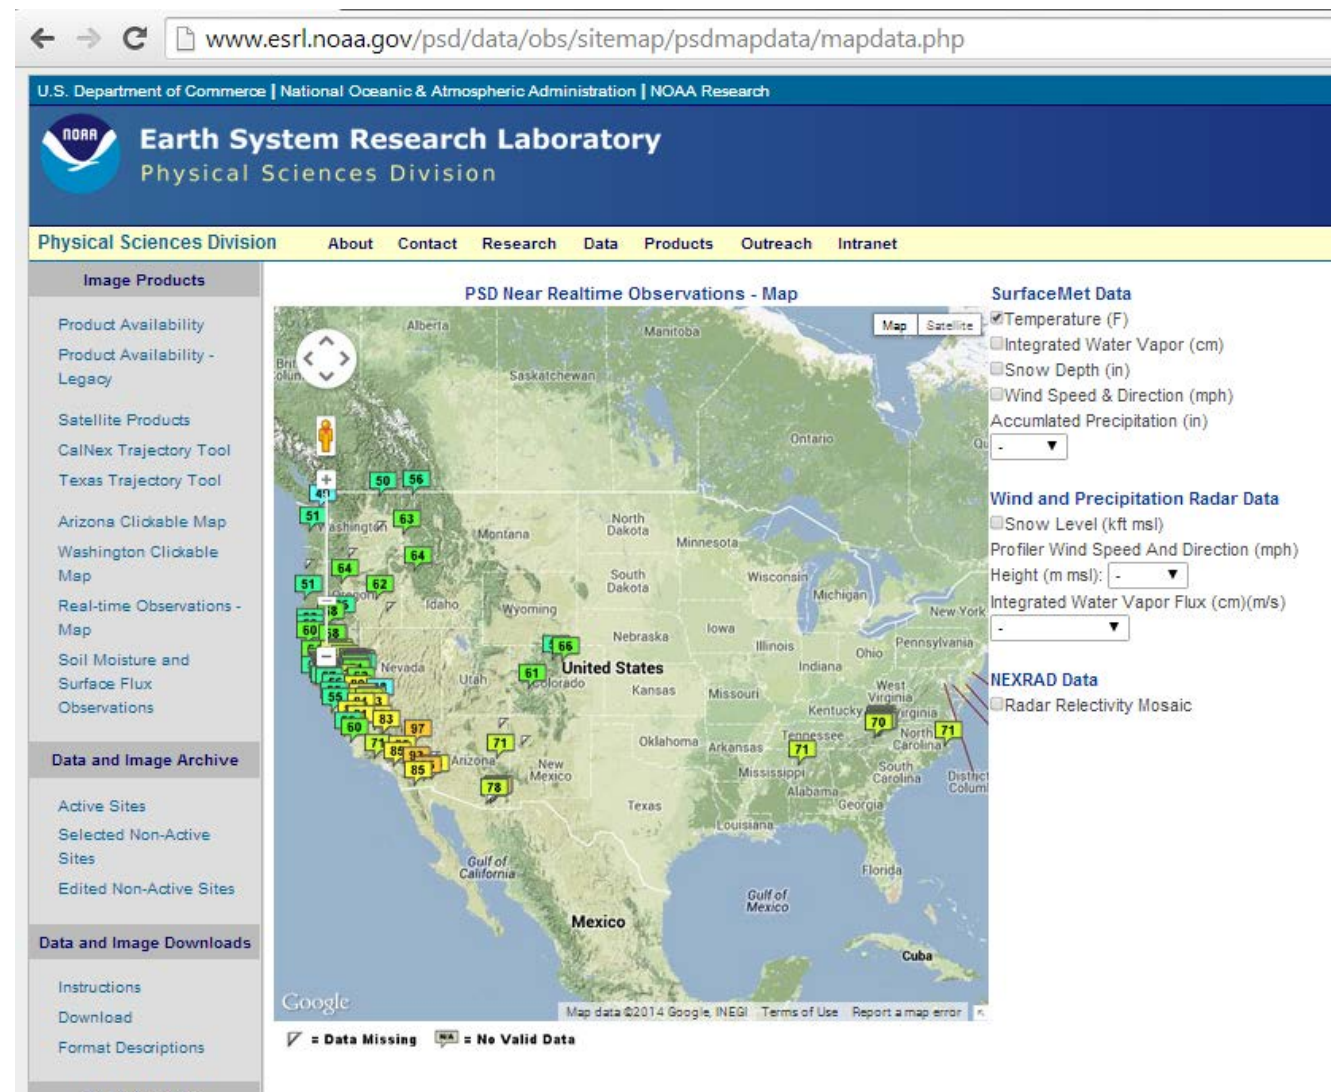 www.esrl.noaa.gov/psd/data/obs/sitemap/psdmapdata/mapdata.php
U.S. Department of Commerce | National Oceanic & Atmospheric Administration | NOAA Research
NOAA
Earth System Research Laboratory
Physical Sciences Division
Physical Sciences Division About Contact Research Data Products Outreach Intranet
Image Products
Product Availability
Product Availability -
Legacy
Satellite Products
CalNex Trajectory Tool
Texas Trajectory Tool
Arizona Clickable Map
Washington Clickable
Map
Real-time Observations -
Map
Soil Moisture and
Surface Flux
Observations
Data and Image Archive
Active Sites
Selected Non-Active
Sites
Edited Non-Active Sites
Data and Image Downloads
Instructions
Download
Format Descriptions
PSD Near Realtime Observations - Map
Map Satellite
Alberta
Manitoba
Saskatchewan
Ontario
50 56
51
Washington
63
North
Dakota
Montana
Minnesota
64
64
South
Dakota
Wisconsin
51
62
Oregon
Idaho
Wyoming
Michigan
New York
60
58
Nebraska
Iowa
Illinois
Ohio
Pennsylvania
66
Nevada
Utah
61
Colorado
United States
Indiana
Kansas
Missouri
West
Virginia
55
83
60
Kentucky
70
Virginia
97
71
71
Oklahoma
Arkansas
Tennessee
71
North
Carolina
71
85
Arizona
New
Mexico
78
Mississippi
Alabama
South
Carolina
Georgia
Texas
Louisiana
Gulf of
California
Florida
Gulf of
Mexico
Mexico
Cuba
Google
Map data ©2014 Google, INEGI Terms of Use Report a map error
= Data Missing N/A = No Valid Data
SurfaceMet Data
Temperature (F)
Integrated Water Vapor (cm)
Snow Depth (in)
Wind Speed & Direction (mph)
Accumlated Precipitation (in)
-
Wind and Precipitation Radar Data
Snow Level (kft msl)
Profiler Wind Speed And Direction (mph)
Height (m msl): -
Integrated Water Vapor Flux (cm)(m/s)
-
NEXRAD Data
Radar Relectivity Mosaic